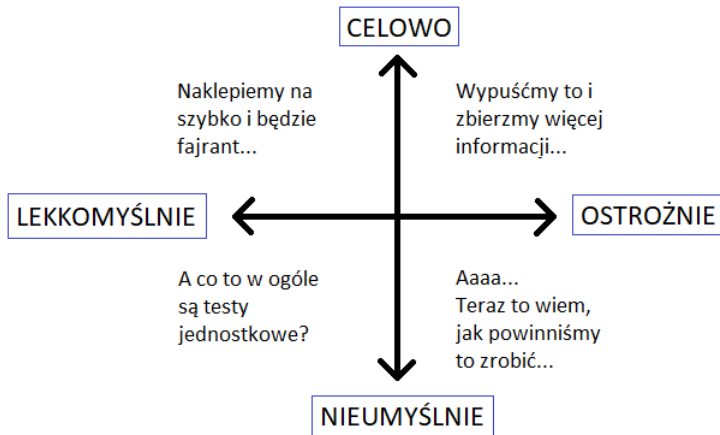 CELOWO
Naklepiemy na
szybko i będzie
fajrant...
Wypuśćmy to i
zbierzmy więcej
informacji...
LEKKOMYŚLNIE
OSTROŻNIE
A co to w ogóle
są testy
jednostkowe?
Aaaa...
Teraz to wiem,
jak powinniśmy
to zrobić...
NIEUMYŚLNIE